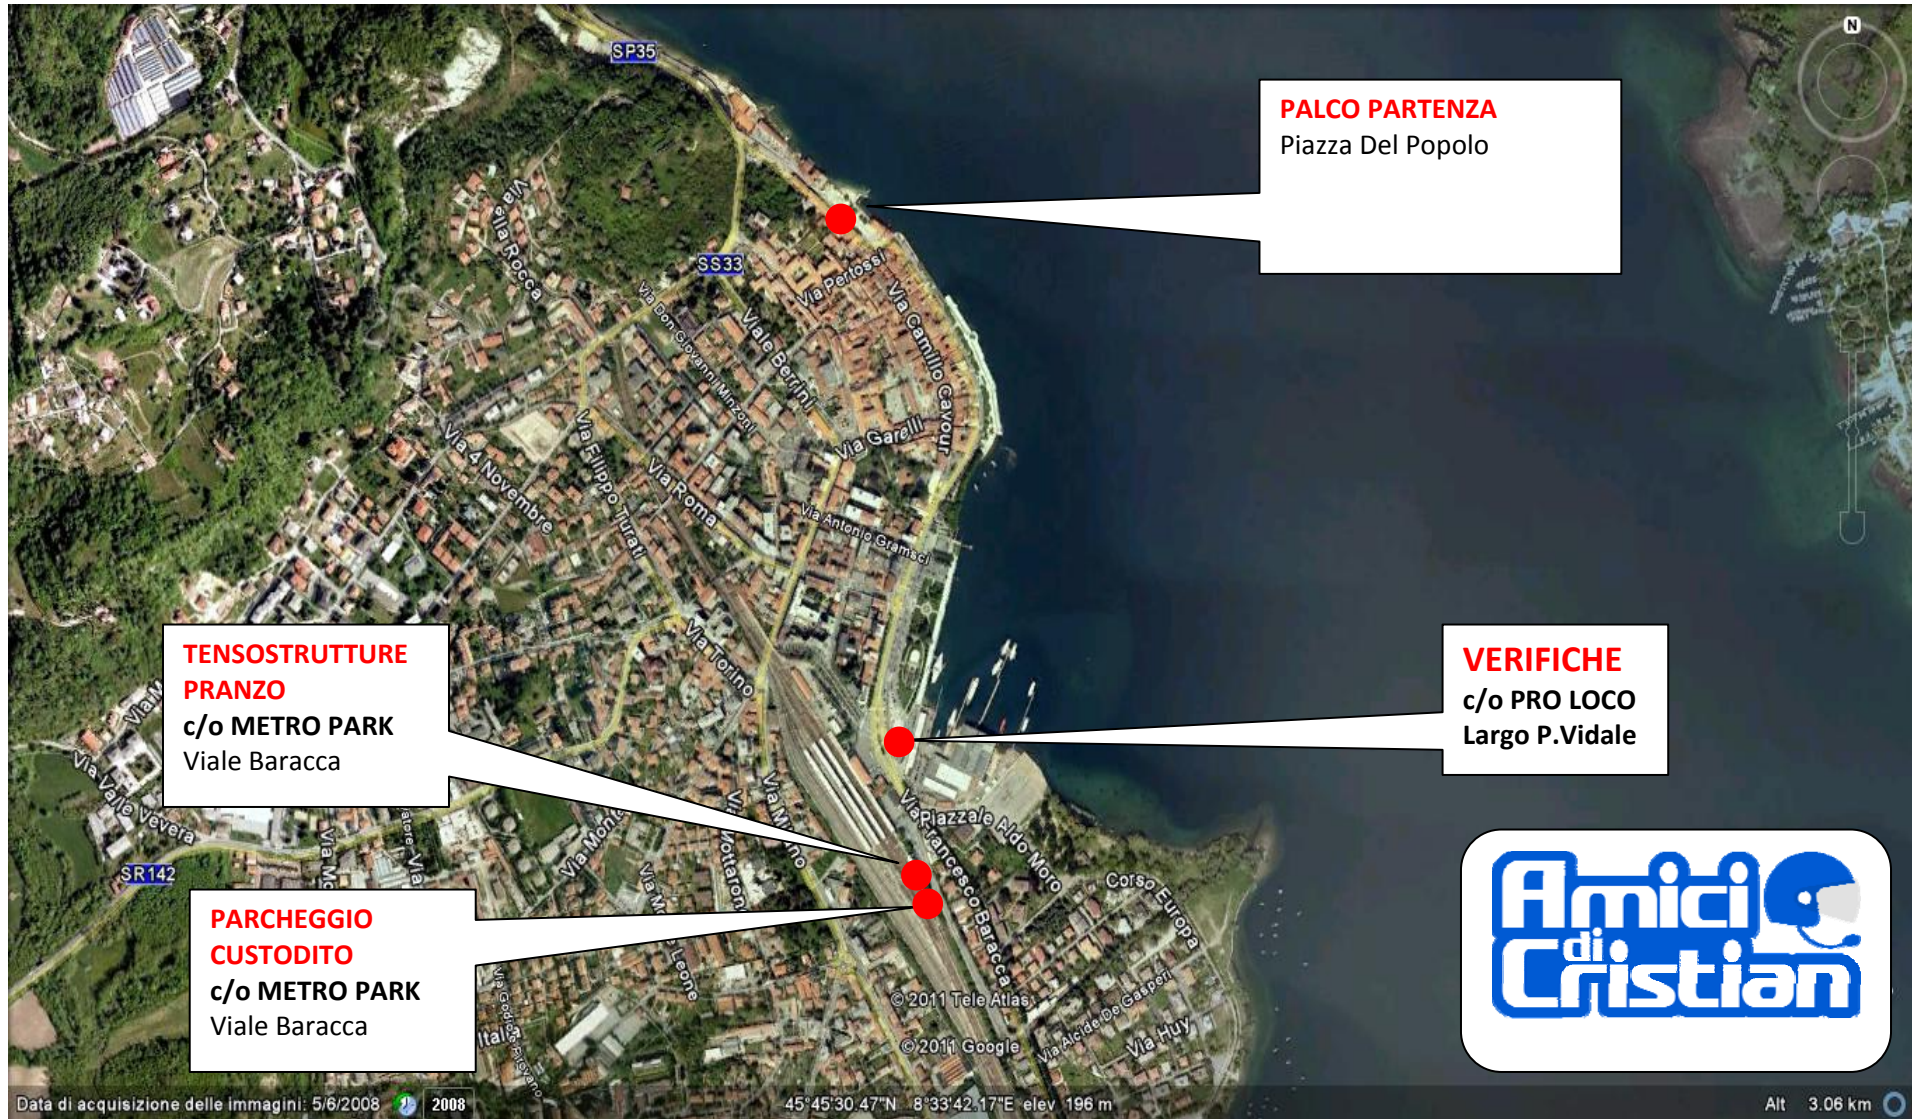 SP35
N
PALCO PARTENZA
Piazza Del Popolo
Via alla Rocca
SS33
Via Pertossi
Via Don Giovanni Minzoni
Viale Berrini
Via Camillo Cavour
Via Garelli
Via 4 Novembre
Via Filippo Turati
Via Roma
Via Antonio Gramsci
TENSOSTRUTTURE
PRANZO
c/o METRO PARK
Viale Baracca
Via Torino
VERIFICHE
c/o PRO LOCO
Largo P.Vidale
Via Valle Vevera
Via Milano
Via Francesco Baracca
Piazzale Aldo Moro
Corso Europa
SR142
PARCHEGGIO
CUSTODITO
c/o METRO PARK
Viale Baracca
Leone
© 2011 Tele Atlas
© 2011 Google
Via Alcide De Gasperi
Via Huy
Amici
di
Cristian
Data di acquisizione delle immagini: 5/6/2008
2008
45°45'30.47"N 8°33'42.17"E elev 196 m
Alt 3.06 km